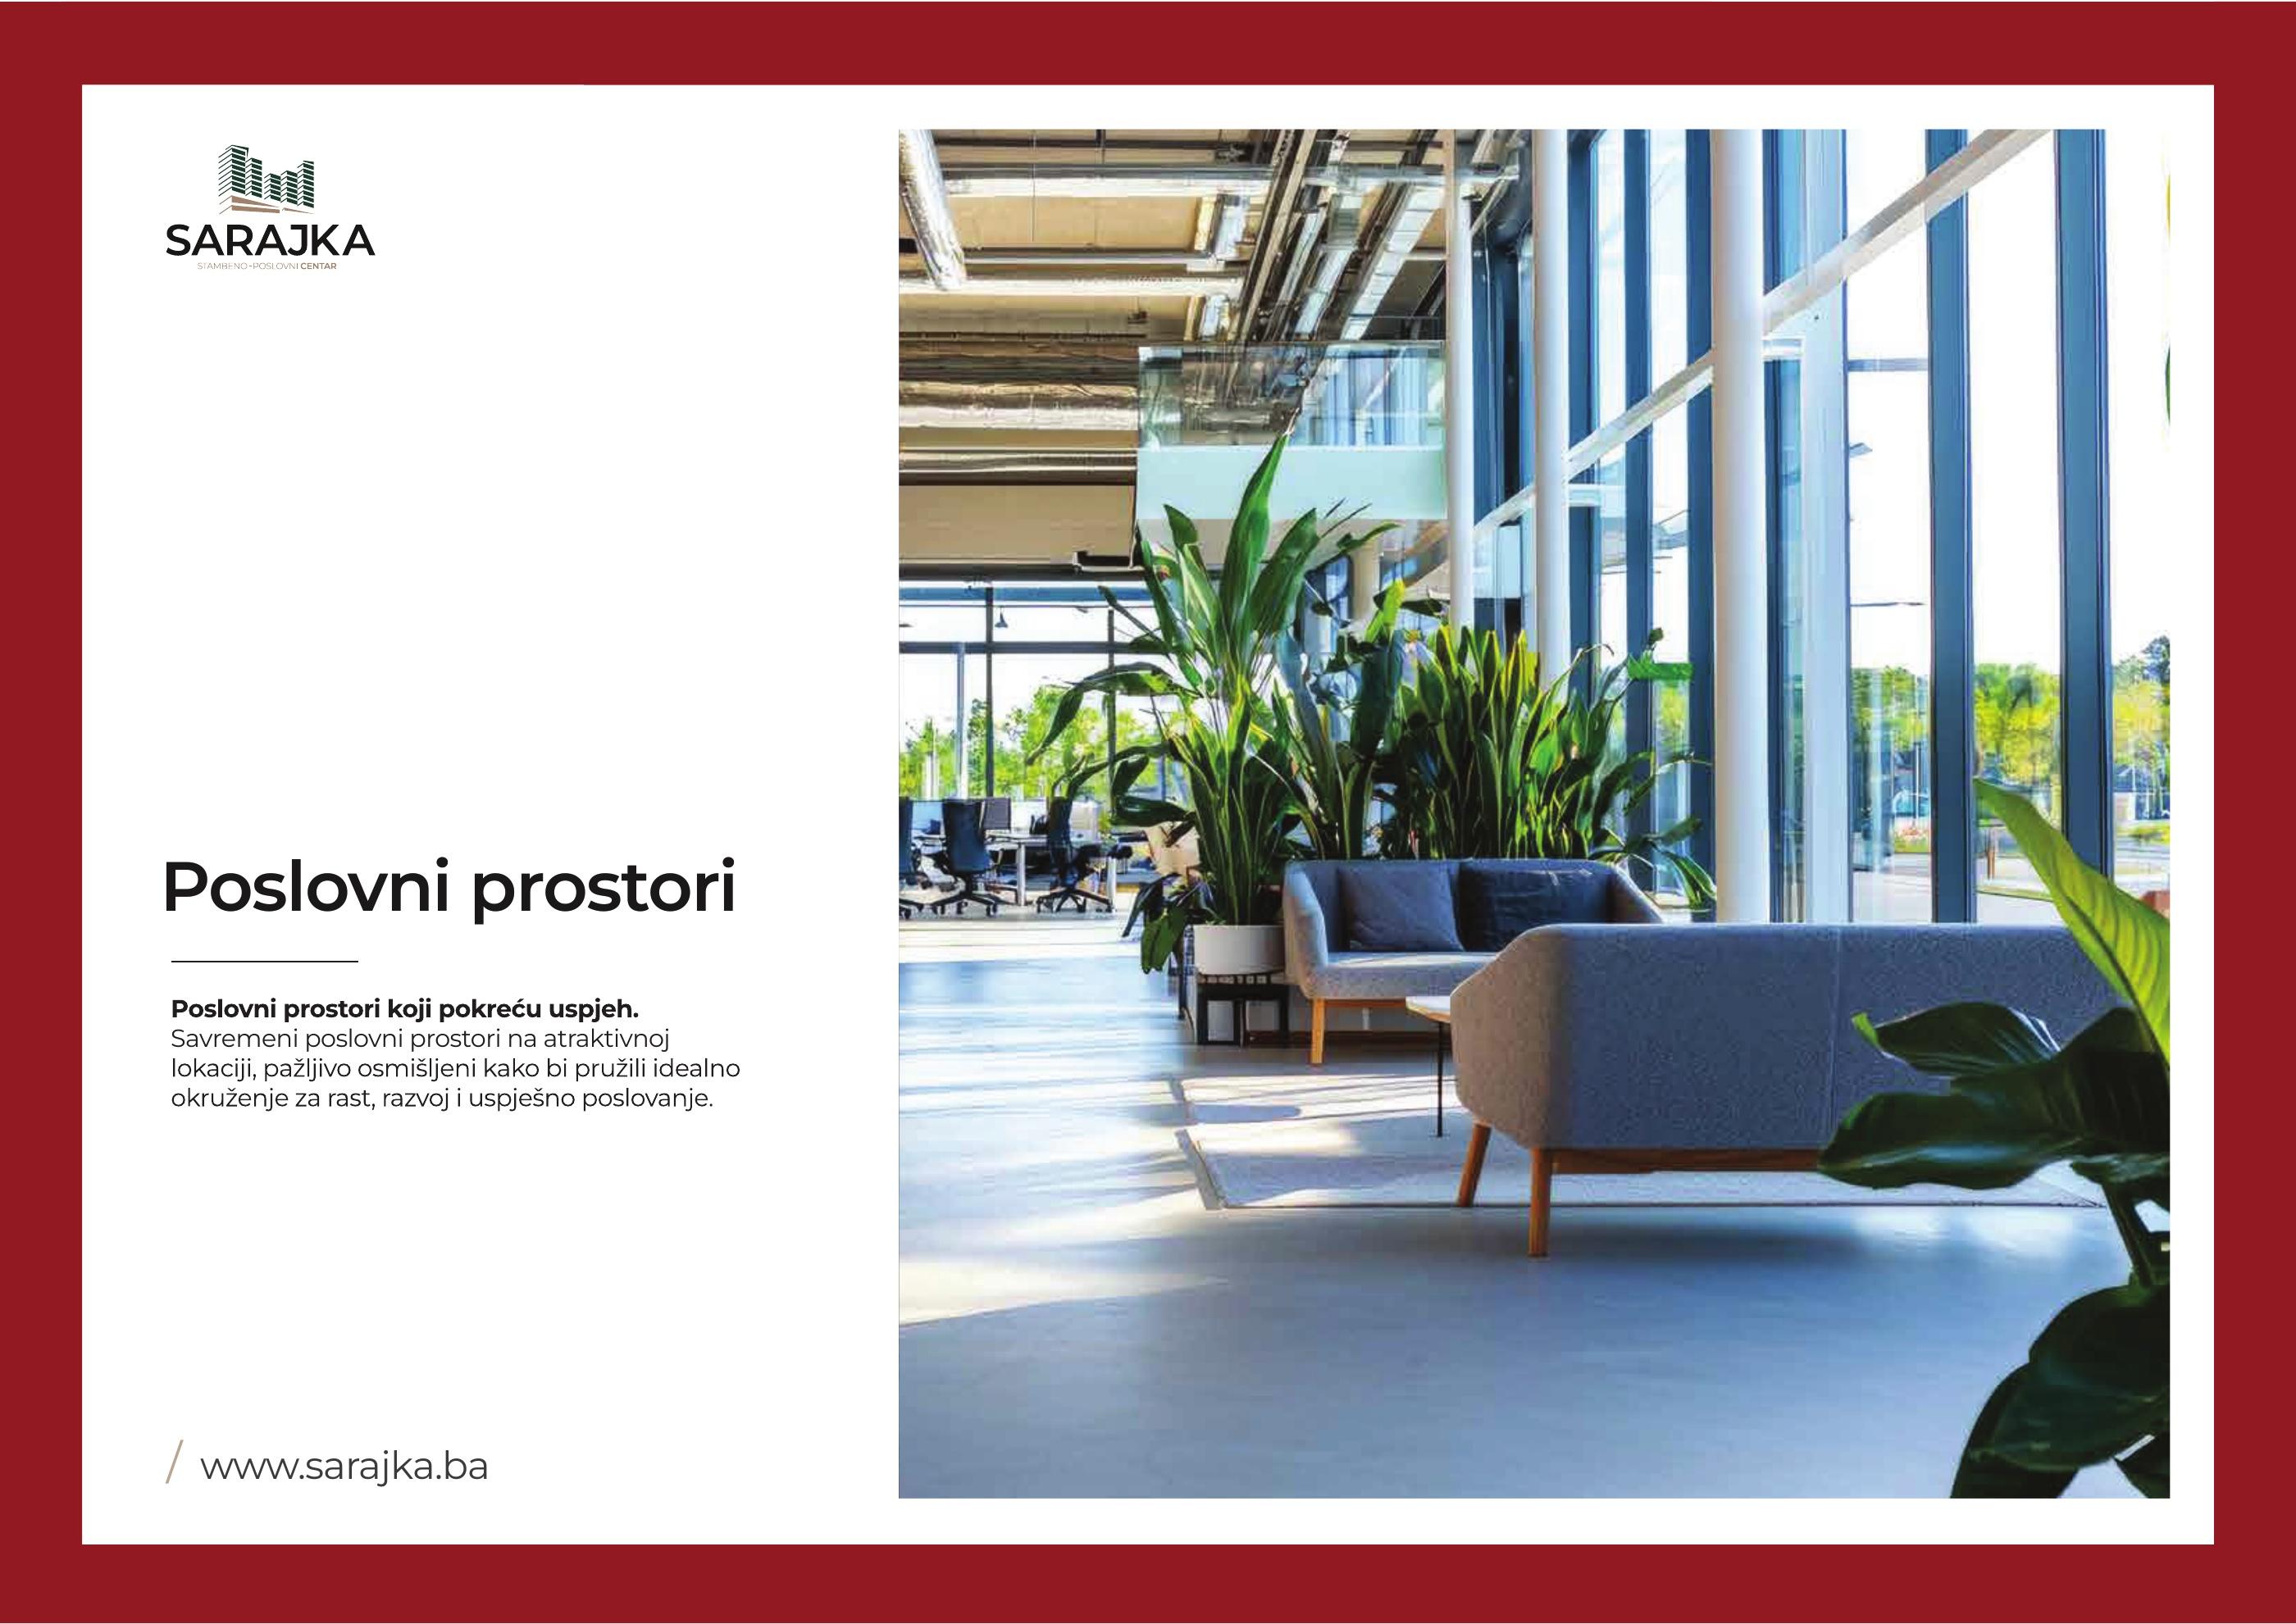 SARAJKA
STAMBENO-POSLOVNI CENTAR
Poslovni prostori
Poslovni prostori koji pokreću uspjeh.
Savremeni poslovni prostori na atraktivnoj
lokaciji, pažljivo osmišljeni kako bi pružili idealno
okruženje za rast, razvoj i uspješno poslovanje.
/ www.sarajka.ba